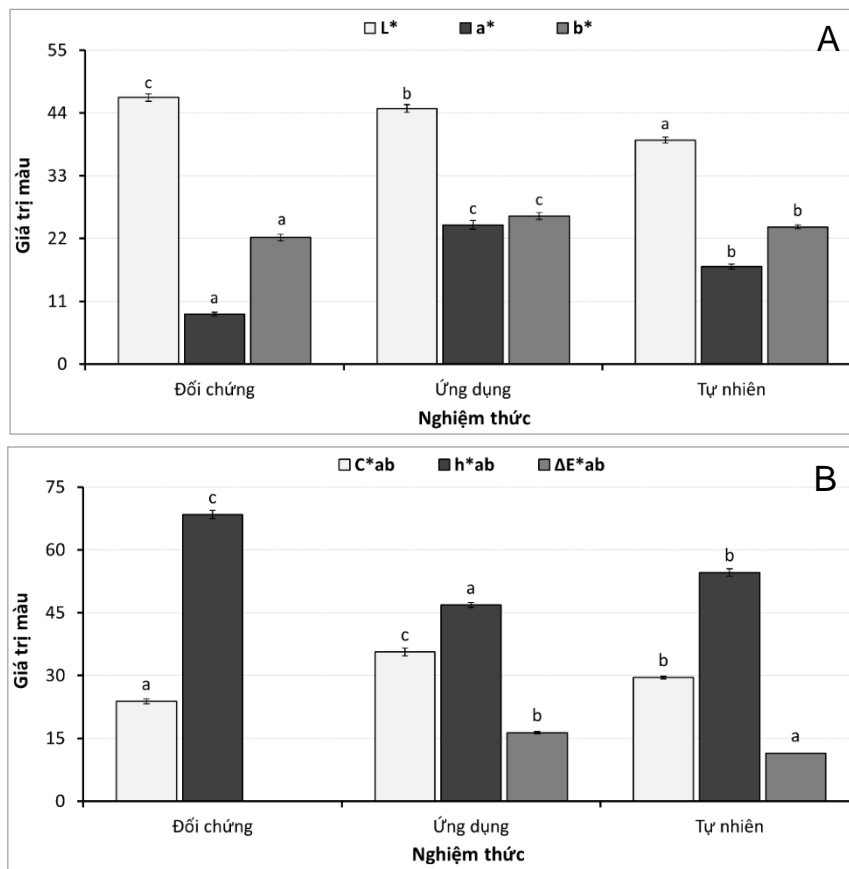 L* a* b*
A
55
c
b
44
a
33
c
c
b
a
22
b
a
11
0
Giá trị màu
Đối chứng Ứng dụng Tự nhiên
Nghiệm thức
C*ab h*ab ΔE*ab
B
75
c
60
b
a
45
c
b
30
a
b
15
a
0
Giá trị màu
Đối chứng Ứng dụng Tự nhiên
Nghiệm thức